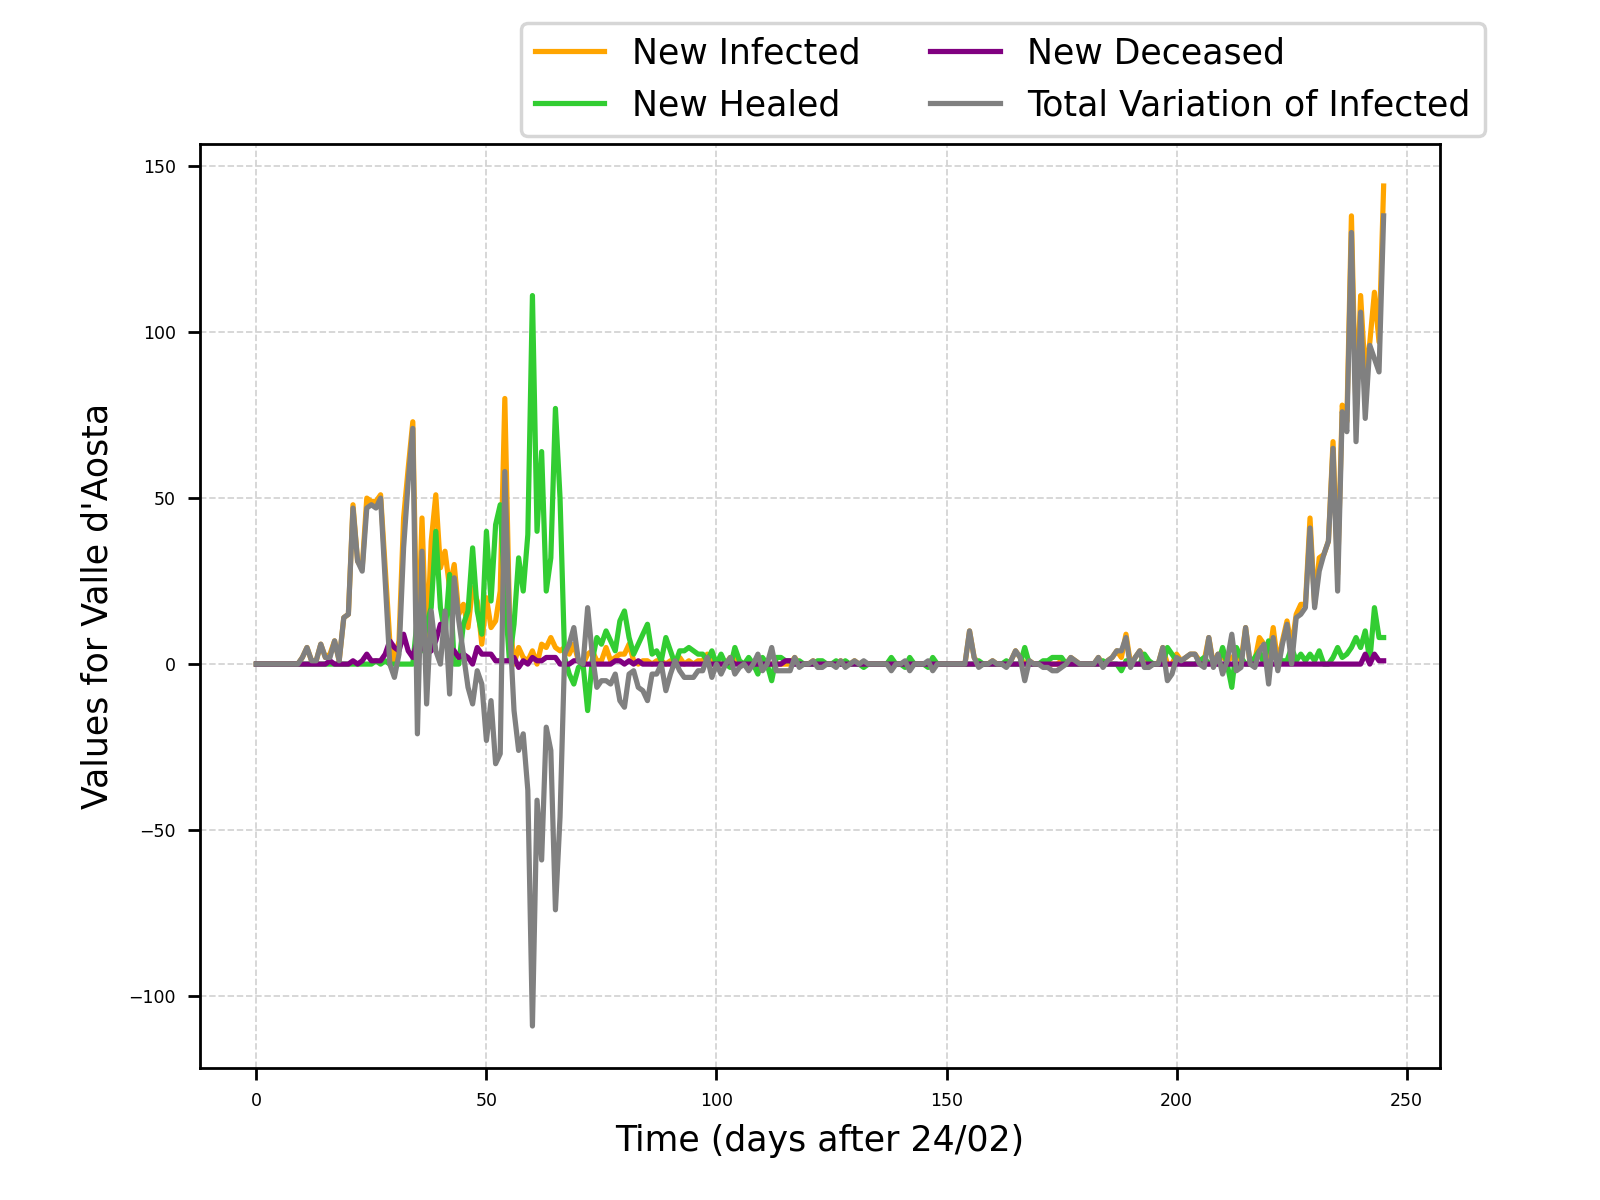 New Infected
New Healed
New Deceased
Total Variation of Infected
150
100
50
0
−50
−100
Values for Valle d'Aosta
0 50 100 150 200 250
Time (days after 24/02)